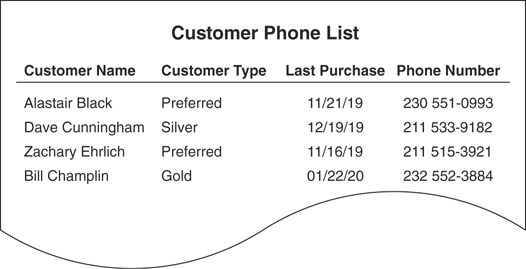 Customer Phone List
Customer Name Customer Type Last Purchase Phone Number
Alastair Black Preferred 11/21/19 230 551-0993
Dave Cunningham Silver 12/19/19 211 533-9182
Zachary Ehrlich Preferred 11/16/19 211 515-3921
Bill Champlin Gold 01/22/20 232 552-3884